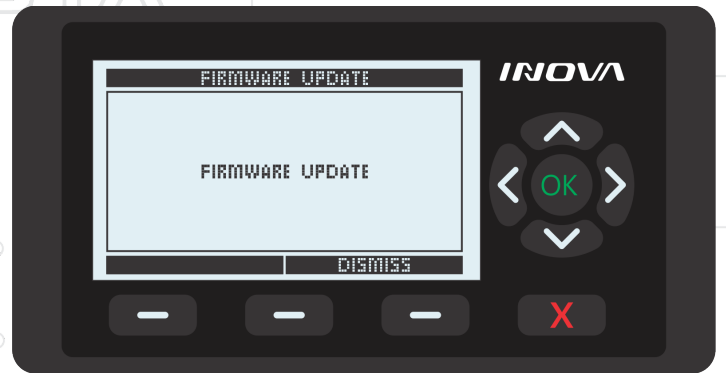 FIRMWARE UPDATE
INOVA
FIRMWARE UPDATE
OK
DISMISS
X